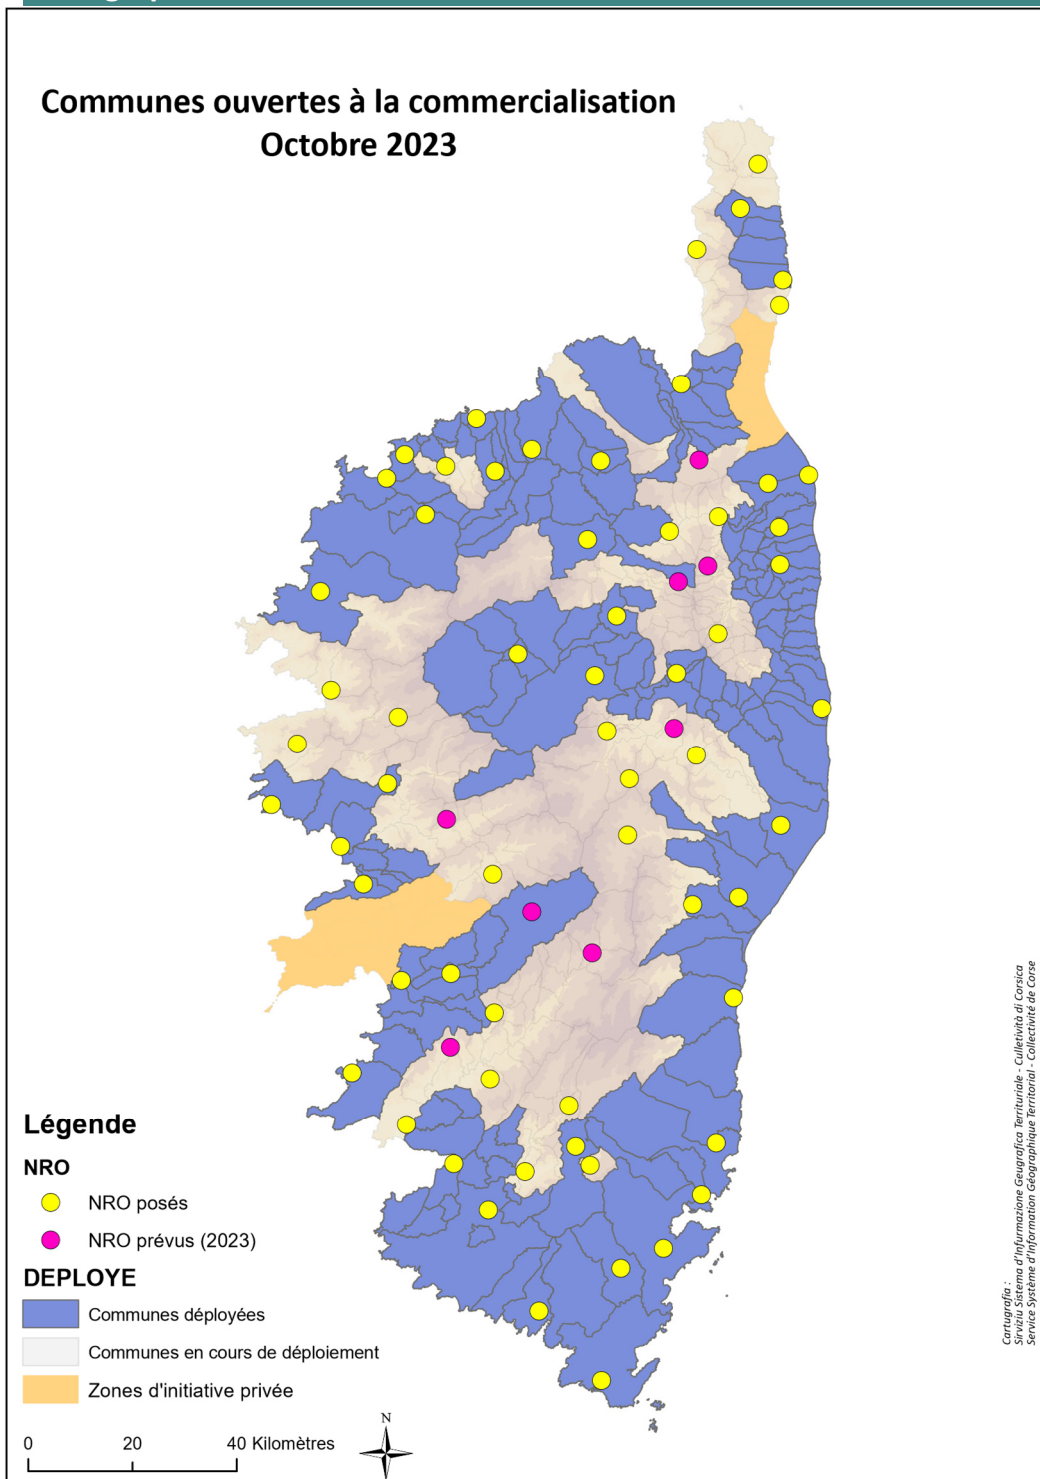 Communes ouvertes à la commercialisation
Octobre 2023
Légende
NRO
NRO posés
NRO prévus (2023)
DEPLOYE
Communes déployées
Communes en cours de déploiement
Zones d'initiative privée
0 20 40 Kilomètres
N
Cartugrafia :
Sirviziu Sistema d'Infurmazione Geugrafica Territuriale - Cullettività di Corsica
Service Système d'Information Géographique Territorial - Collectivité de Corse